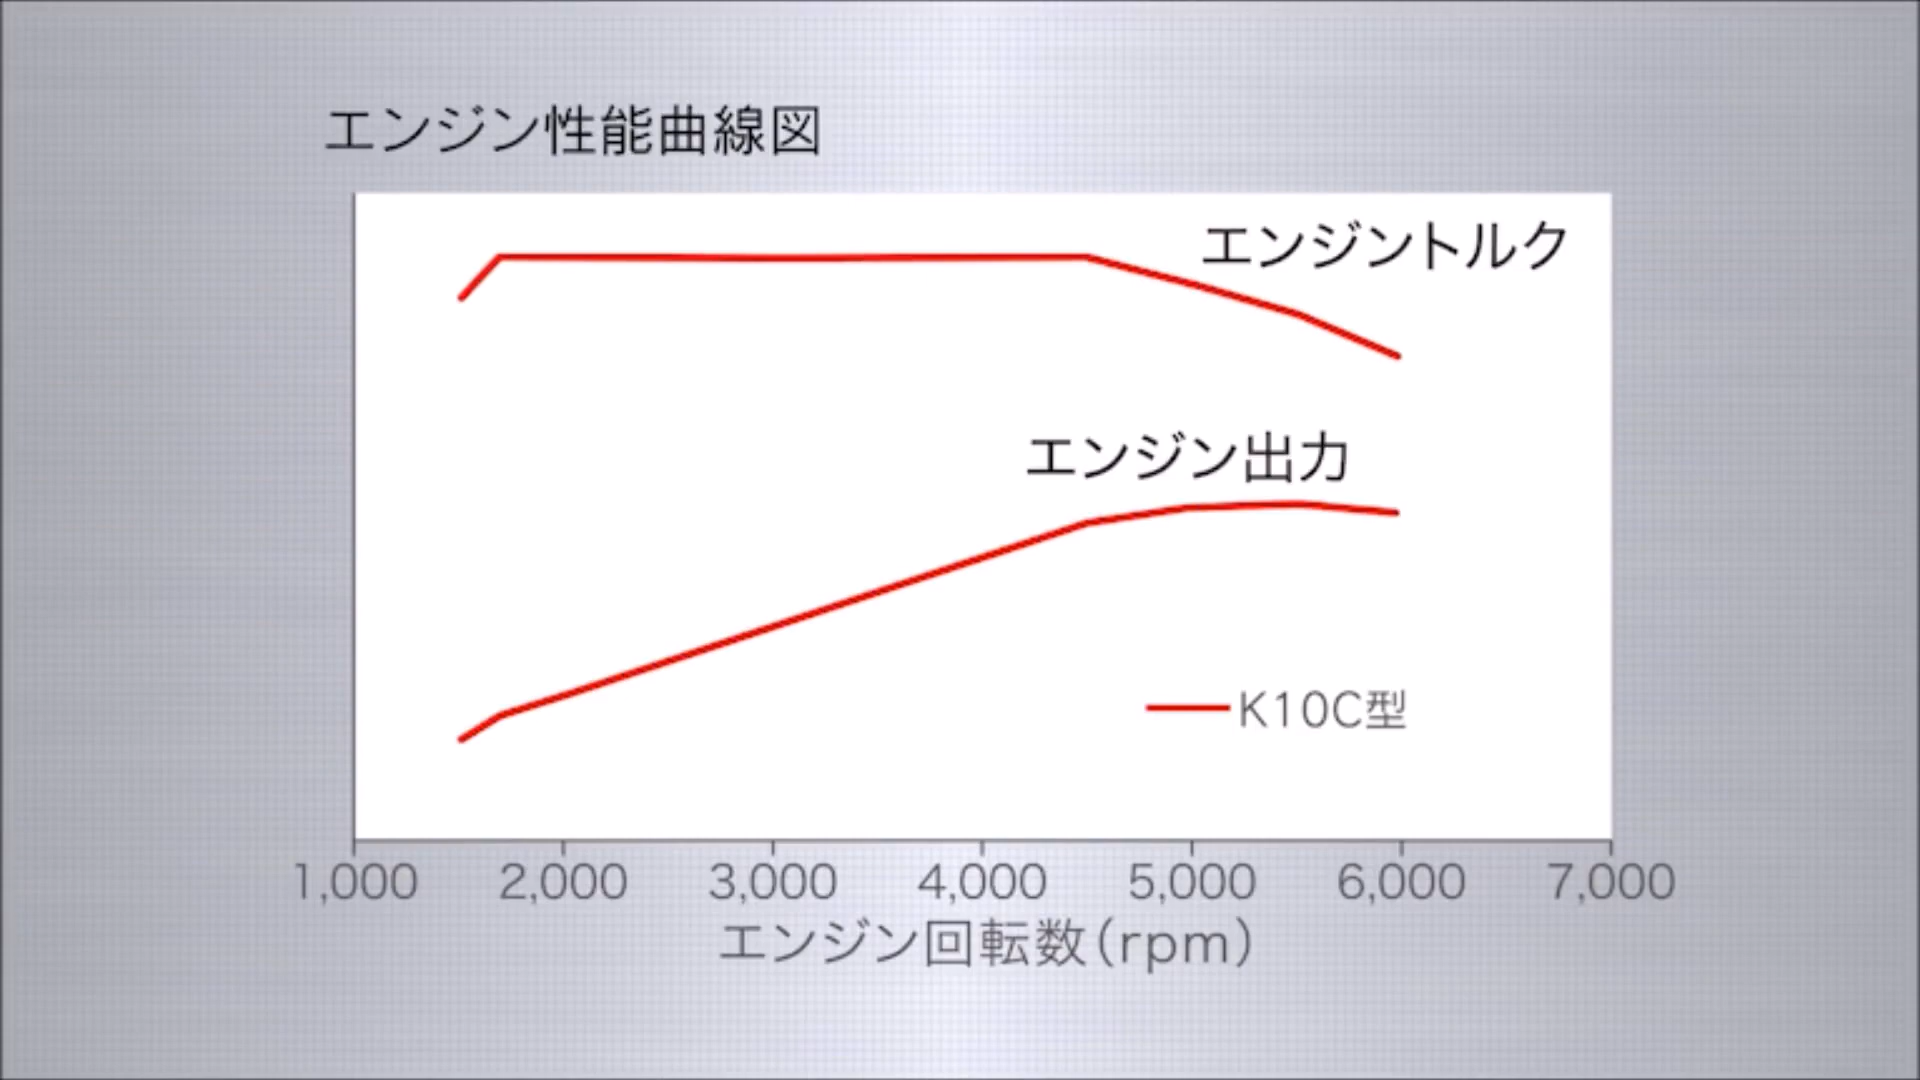 エンジン性能曲線図
エンジントルク
エンジン出力
K10C型
1,000 2,000 3,000 4,000 5,000 6,000 7,000
エンジン回転数(rpm)